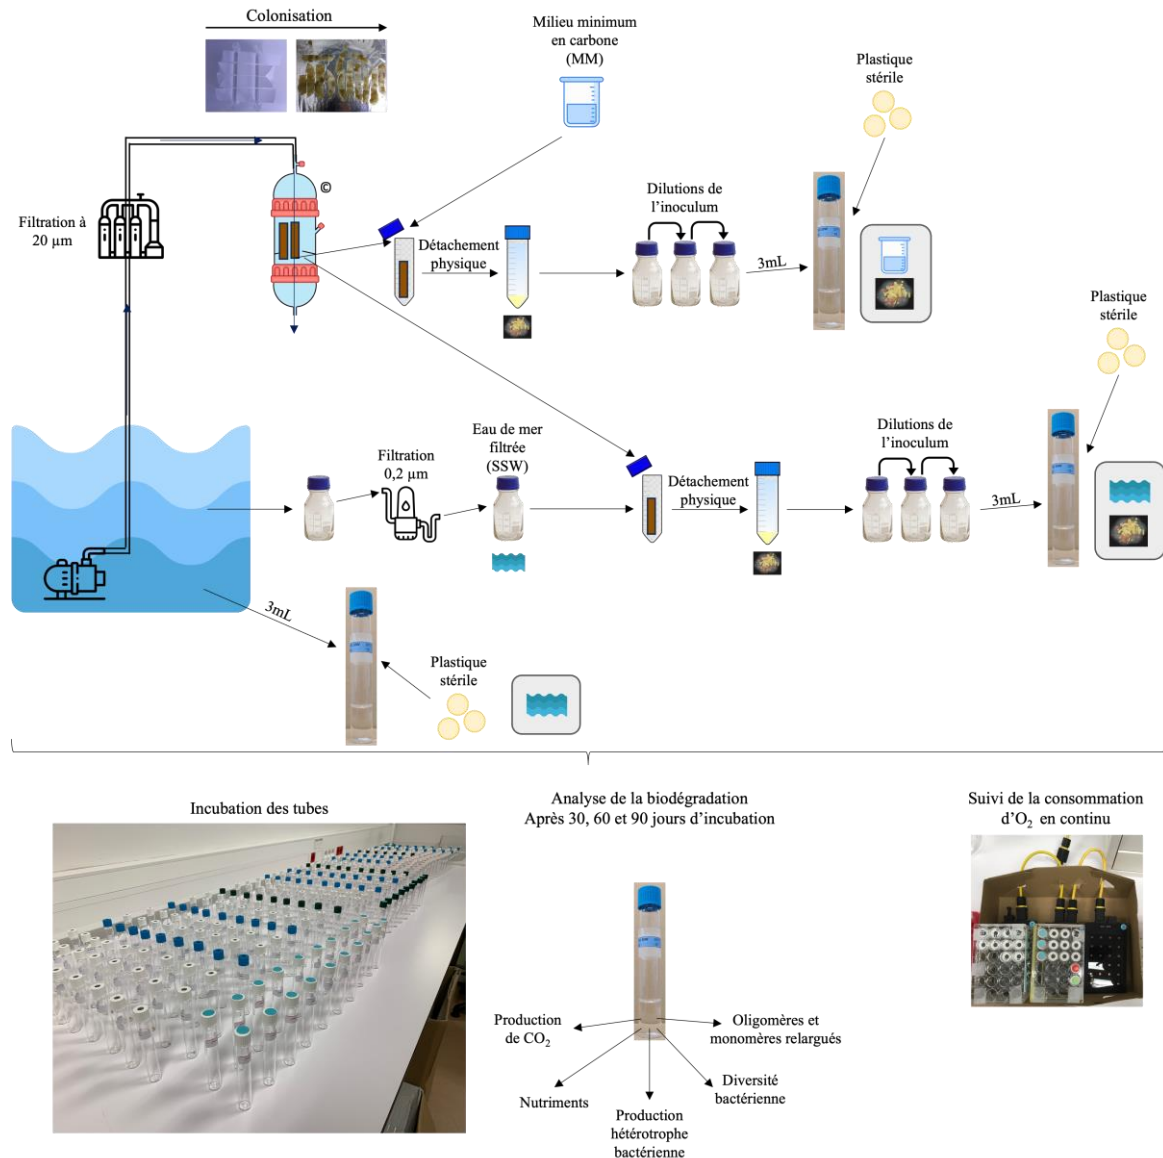 Colonisation
Milieu minimum
en carbone
(MM)
Plastique
stérile
Filtration à
20 µm
©
Détachement
physique
Dilutions de
l’inoculum
3mL
Plastique
stérile
Eau de mer
filtrée
(SSW)
Filtration
0,2 µm
Détachement
physique
Dilutions de
l’inoculum
3mL
3mL
Plastique
stérile
Incubation des tubes
Analyse de la biodégradation
Après 30, 60 et 90 jours d’incubation
Suivi de la consommation
d’O₂ en continu
Production
de CO₂
Oligomères et
monomères relargués
Nutriments
Diversité
bactérienne
Production
hétérotrophe
bactérienne